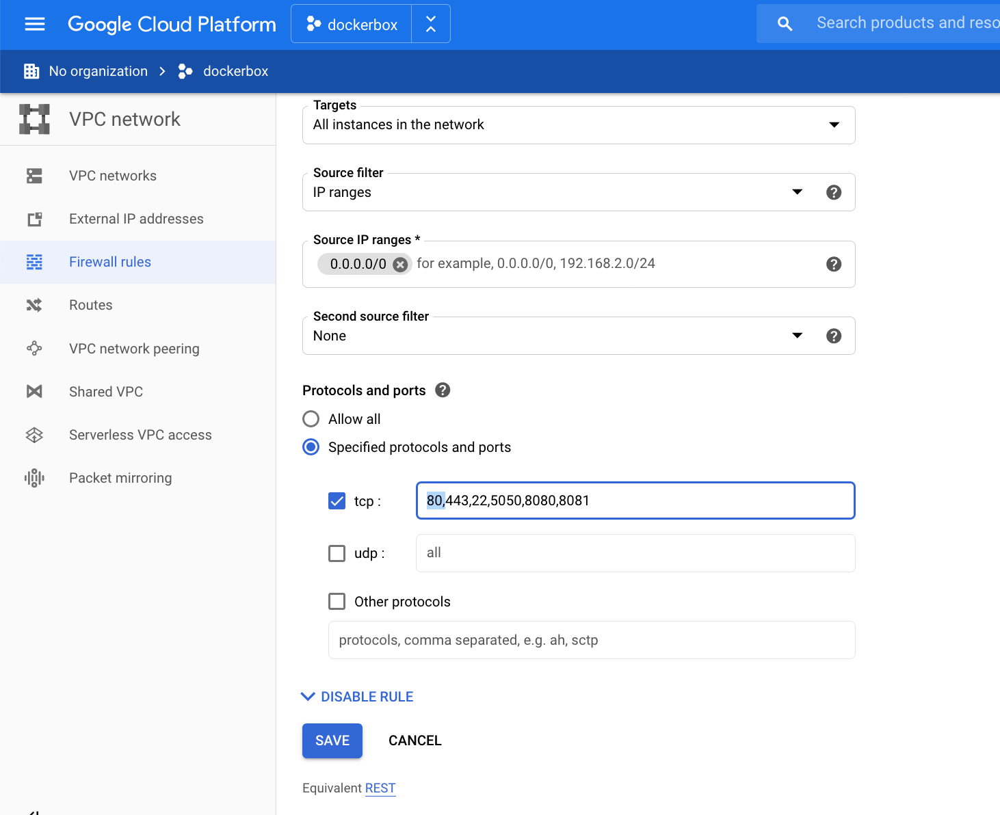 Google Cloud Platform
dockerbox
Search products and reso
No organization
dockerbox
VPC network
VPC networks
External IP addresses
Firewall rules
Routes
VPC network peering
Shared VPC
Serverless VPC access
Packet mirroring
Targets
All instances in the network
Source filter
IP ranges
Source IP ranges *
0.0.0.0/0 for example, 0.0.0.0/0, 192.168.2.0/24
Second source filter
None
Protocols and ports
Allow all
Specified protocols and ports
tcp : 80,443,22,5050,8080,8081
udp : all
Other protocols
protocols, comma separated, e.g. ah, sctp
DISABLE RULE
SAVE CANCEL
Equivalent REST